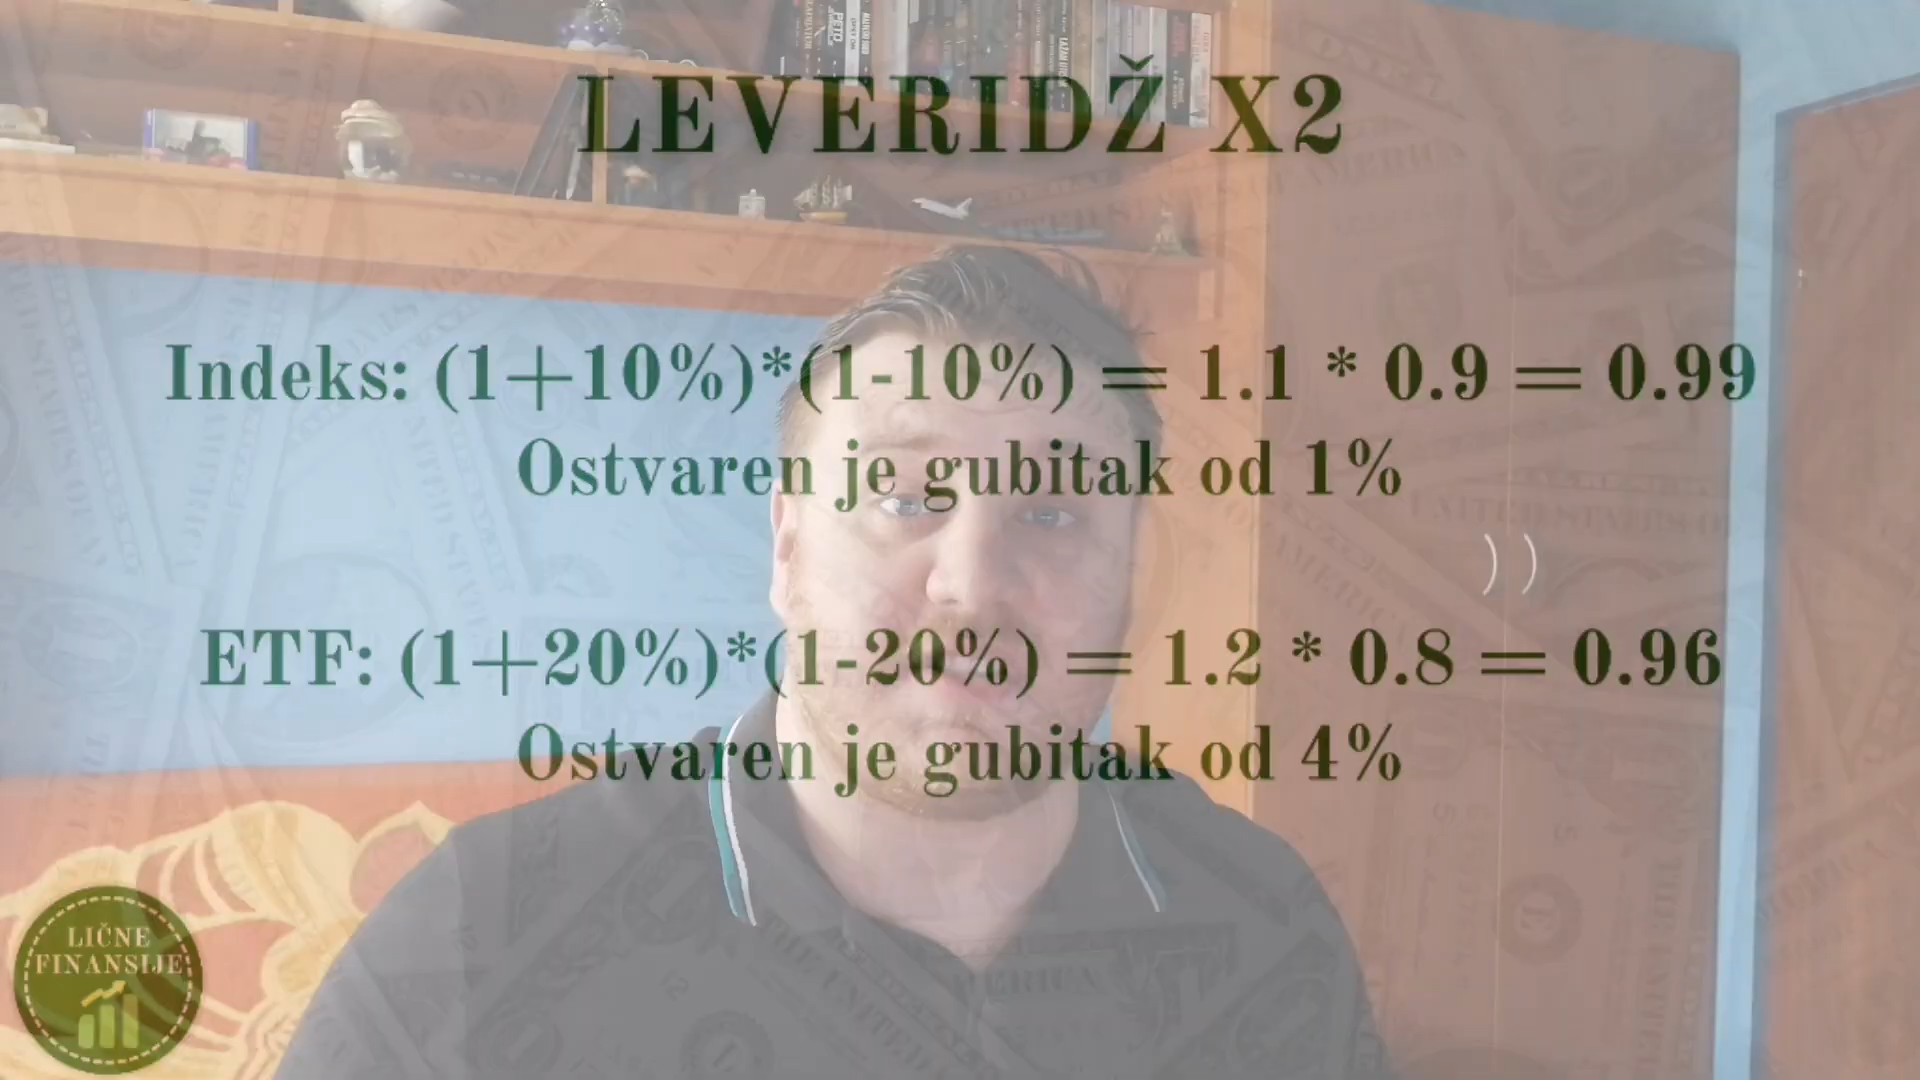 LEVERIDŽ X2
Indeks: (1+10%)*(1-10%) = 1.1 * 0.9 = 0.99
Ostvaren je gubitak od 1%
ETF: (1+20%)*(1-20%) = 1.2 * 0.8 = 0.96
Ostvaren je gubitak od 4%
LIČNE
FINANSIJE